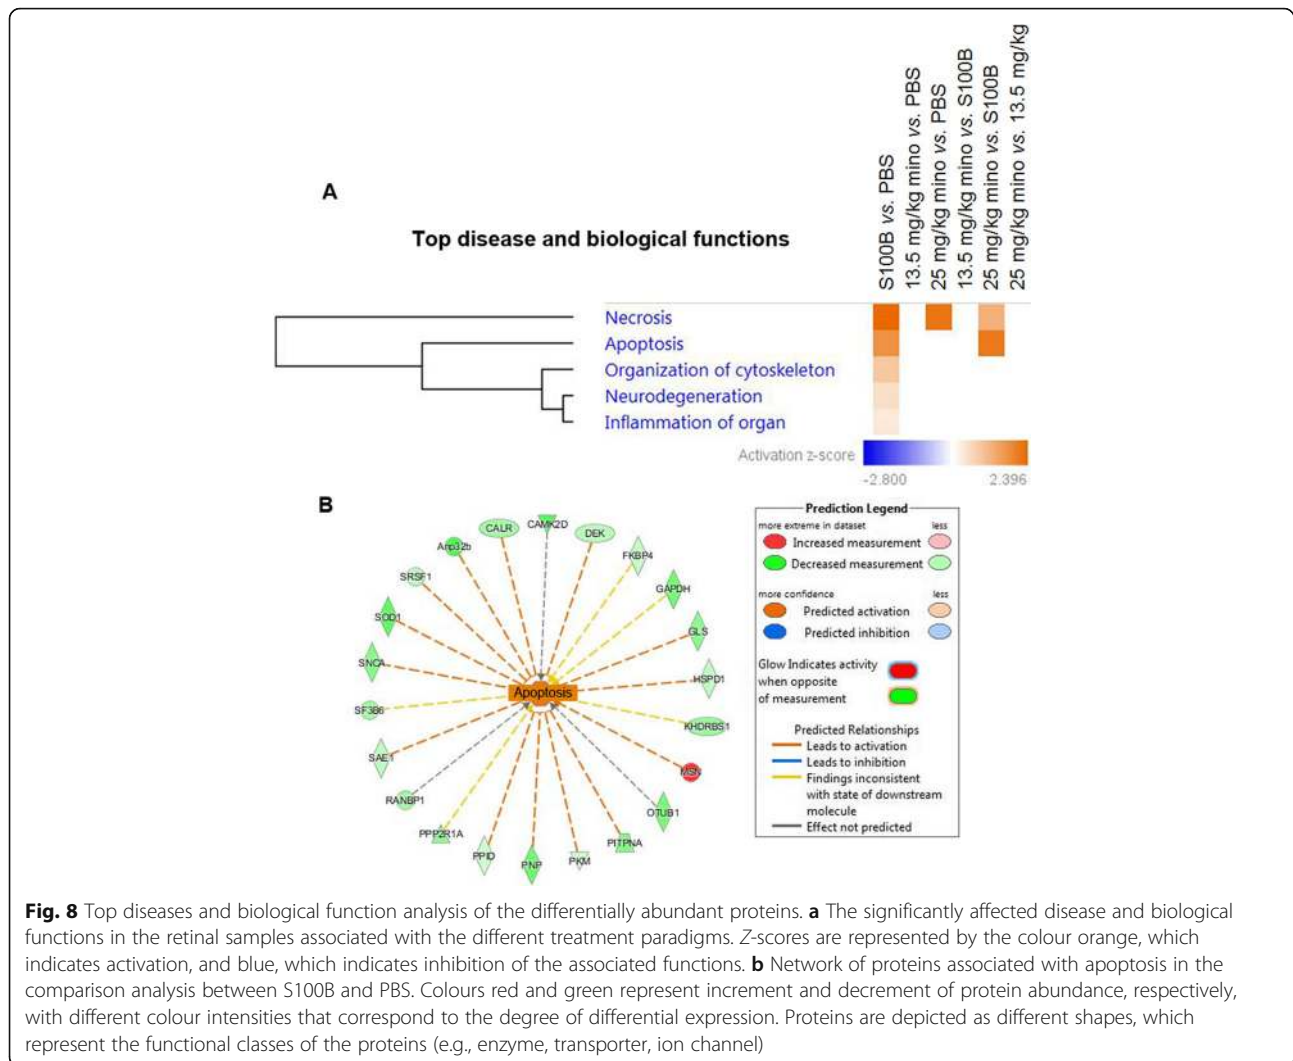 A
Top disease and biological functions
S100B vs. PBS
13.5 mg/kg mino vs. PBS
25 mg/kg mino vs. PBS
13.5 mg/kg mino vs. S100B
25 mg/kg mino vs. S100B
25 mg/kg mino vs. 13.5 mg/kg
Necrosis
Apoptosis
Organization of cytoskeleton
Neurodegeneration
Inflammation of organ
Activation z-score
-2.800 2.396
B
CALR
CAMK2D
DEK
FKBP4
GAPDH
GLS
HSPD1
KHDRBS1
MSN
OTUB1
PITPNA
PKM
PNP
PPID
PPP2R1A
RANBP1
SAE1
SF3B6
SNCA
SOD1
SRSF1
Anp32b
Apoptosis
Prediction Legend
more extreme in dataset less
Increased measurement
Decreased measurement
more confidence less
Predicted activation
Predicted inhibition
Glow Indicates activity
when opposite
of measurement
Predicted Relationships
Leads to activation
Leads to inhibition
Findings inconsistent
with state of downstream
molecule
Effect not predicted
Fig. 8 Top diseases and biological function analysis of the differentially abundant proteins. a The significantly affected disease and biological
functions in the retinal samples associated with the different treatment paradigms. Z-scores are represented by the colour orange, which
indicates activation, and blue, which indicates inhibition of the associated functions. b Network of proteins associated with apoptosis in the
comparison analysis between S100B and PBS. Colours red and green represent increment and decrement of protein abundance, respectively,
with different colour intensities that correspond to the degree of differential expression. Proteins are depicted as different shapes, which
represent the functional classes of the proteins (e.g., enzyme, transporter, ion channel)